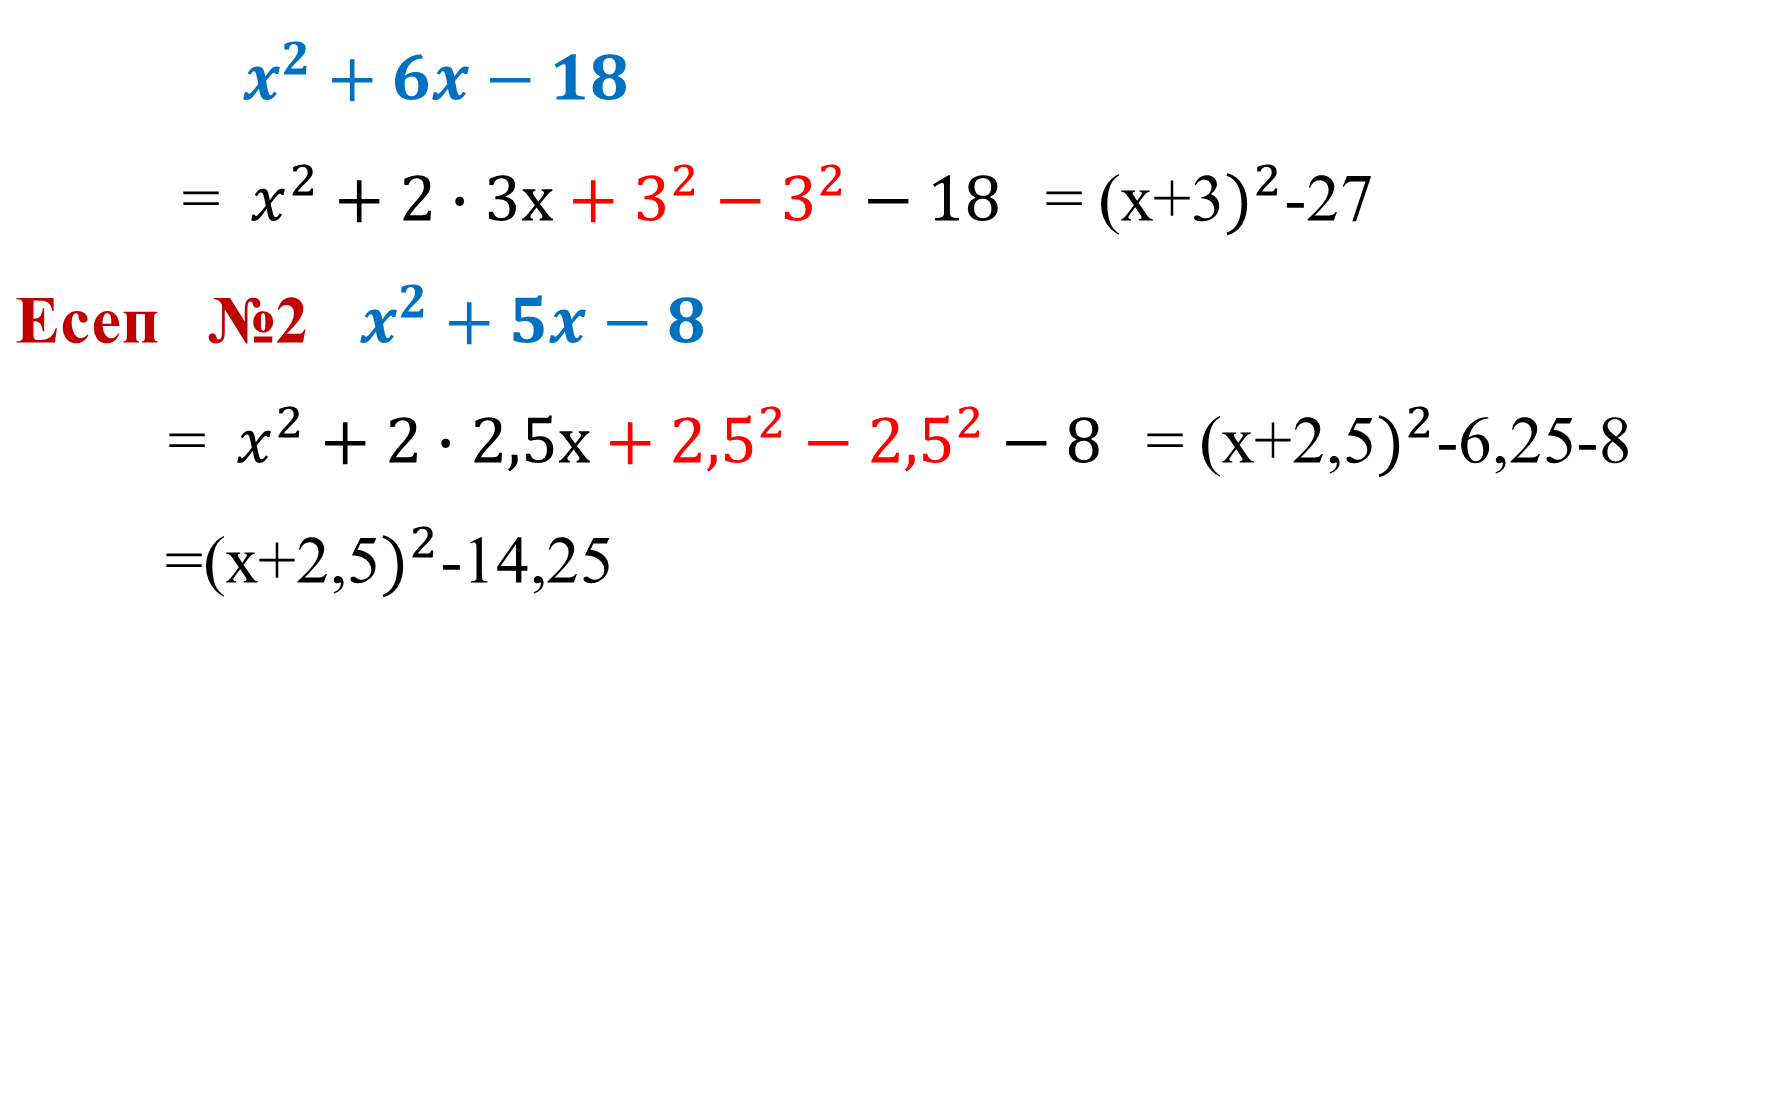 x² + 6x − 18
= x² + 2 · 3x + 3² − 3² − 18 = (x+3)²-27
Есеп №2 x² + 5x − 8
= x² + 2 · 2,5x + 2,5² − 2,5² − 8 = (x+2,5)²-6,25-8
=(x+2,5)²-14,25